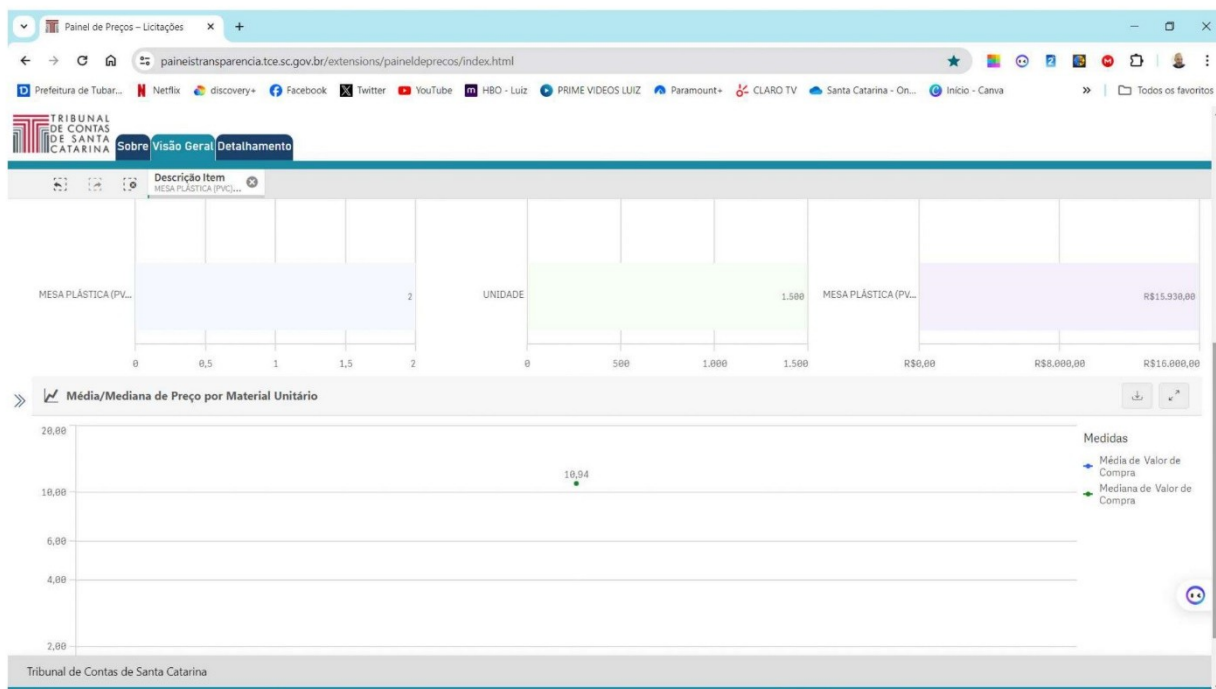 Painel de Preços – Licitações
paineistransparencia.tce.sc.gov.br/extensions/paineldeprecos/index.html
Prefeitura de Tubar... Netflix discovery+ Facebook Twitter YouTube HBO - Luiz PRIME VIDEOS LUIZ Paramount+ CLARO TV Santa Catarina - On... Início - Canva » Todos os favoritos
TRIBUNAL
DE CONTAS
DE SANTA
CATARINA
Sobre Visão Geral Detalhamento
Descrição Item
MESA PLÁSTICA (PVC)...
MESA PLÁSTICA (PV... 2 UNIDADE 1.500 MESA PLÁSTICA (PV... R$15.930,00
0 0,5 1 1,5 2 0 500 1.000 1.500 R$0,00 R$8.000,00 R$16.000,00
Média/Mediana de Preço por Material Unitário
20,00
10,94
10,00
6,00
4,00
2,00
Medidas
Média de Valor de
Compra
Mediana de Valor de
Compra
Tribunal de Contas de Santa Catarina